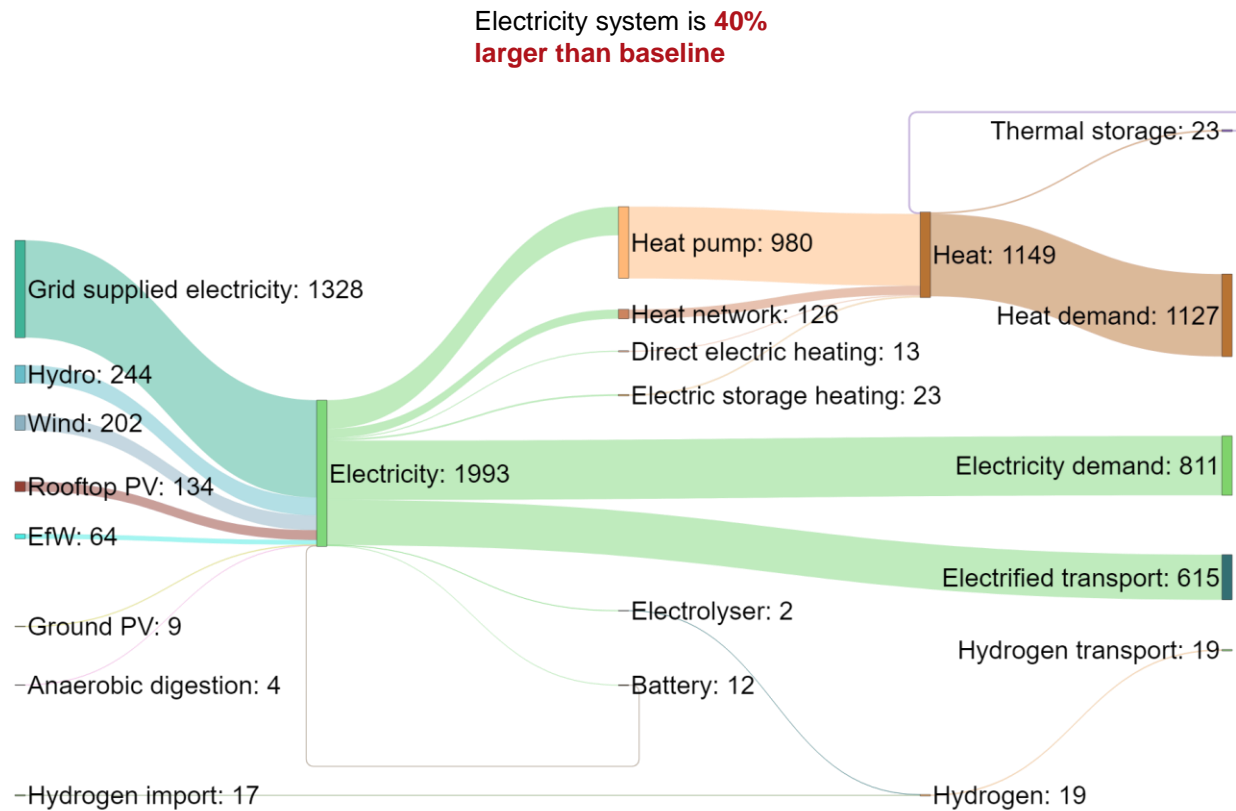 Electricity system is 40%
larger than baseline
Thermal storage: 23
Heat pump: 980
Heat: 1149
Grid supplied electricity: 1328
Heat network: 126
Heat demand: 1127
Direct electric heating: 13
Hydro: 244
Electric storage heating: 23
Wind: 202
Electricity: 1993
Electricity demand: 811
Rooftop PV: 134
EfW: 64
Electrified transport: 615
Electrolyser: 2
Ground PV: 9
Hydrogen transport: 19
Anaerobic digestion: 4
Battery: 12
Hydrogen import: 17
Hydrogen: 19